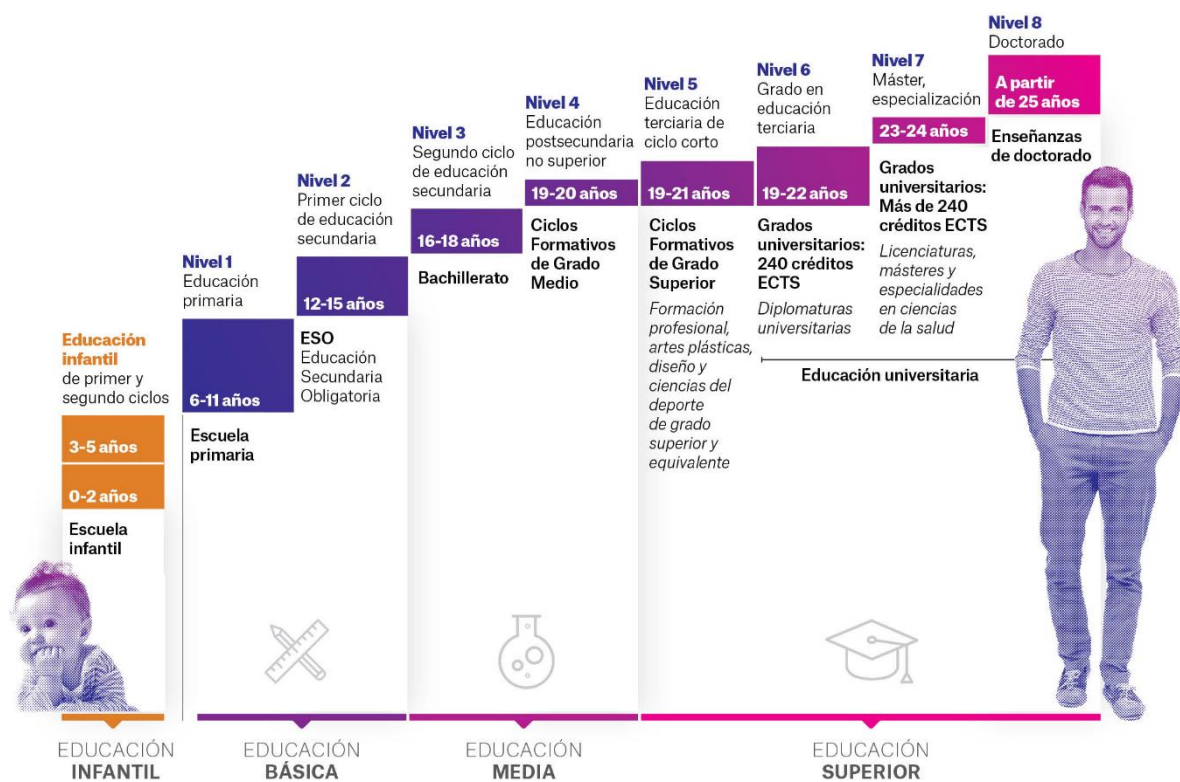 Educación
infantil
de primer y
segundo ciclos
3-5 años
0-2 años
Escuela
infantil
Nivel 1
Educación
primaria
6-11 años
Escuela
primaria
Nivel 2
Primer ciclo
de educación
secundaria
12-15 años
ESO
Educación
Secundaria
Obligatoria
Nivel 3
Segundo ciclo
de educación
secundaria
16-18 años
Bachillerato
Nivel 4
Educación
postsecundaria
no superior
19-20 años
Ciclos
Formativos
de Grado
Medio
Nivel 5
Educación
terciaria de
ciclo corto
19-21 años
Ciclos
Formativos
de Grado
Superior
Formación
profesional,
artes plásticas,
diseño y
ciencias del
deporte
de grado
superior y
equivalente
Nivel 6
Grado en
educación
terciaria
19-22 años
Grados
universitarios:
240 créditos
ECTS
Diplomaturas
universitarias
Nivel 7
Máster,
especialización
23-24 años
Grados
universitarios:
Más de 240
créditos ECTS
Licenciaturas,
másteres y
especialidades
en ciencias
de la salud
Nivel 8
Doctorado
A partir
de 25 años
Enseñanzas
de doctorado
Educación universitaria
EDUCACIÓN
INFANTIL
EDUCACIÓN
BÁSICA
EDUCACIÓN
MEDIA
EDUCACIÓN
SUPERIOR